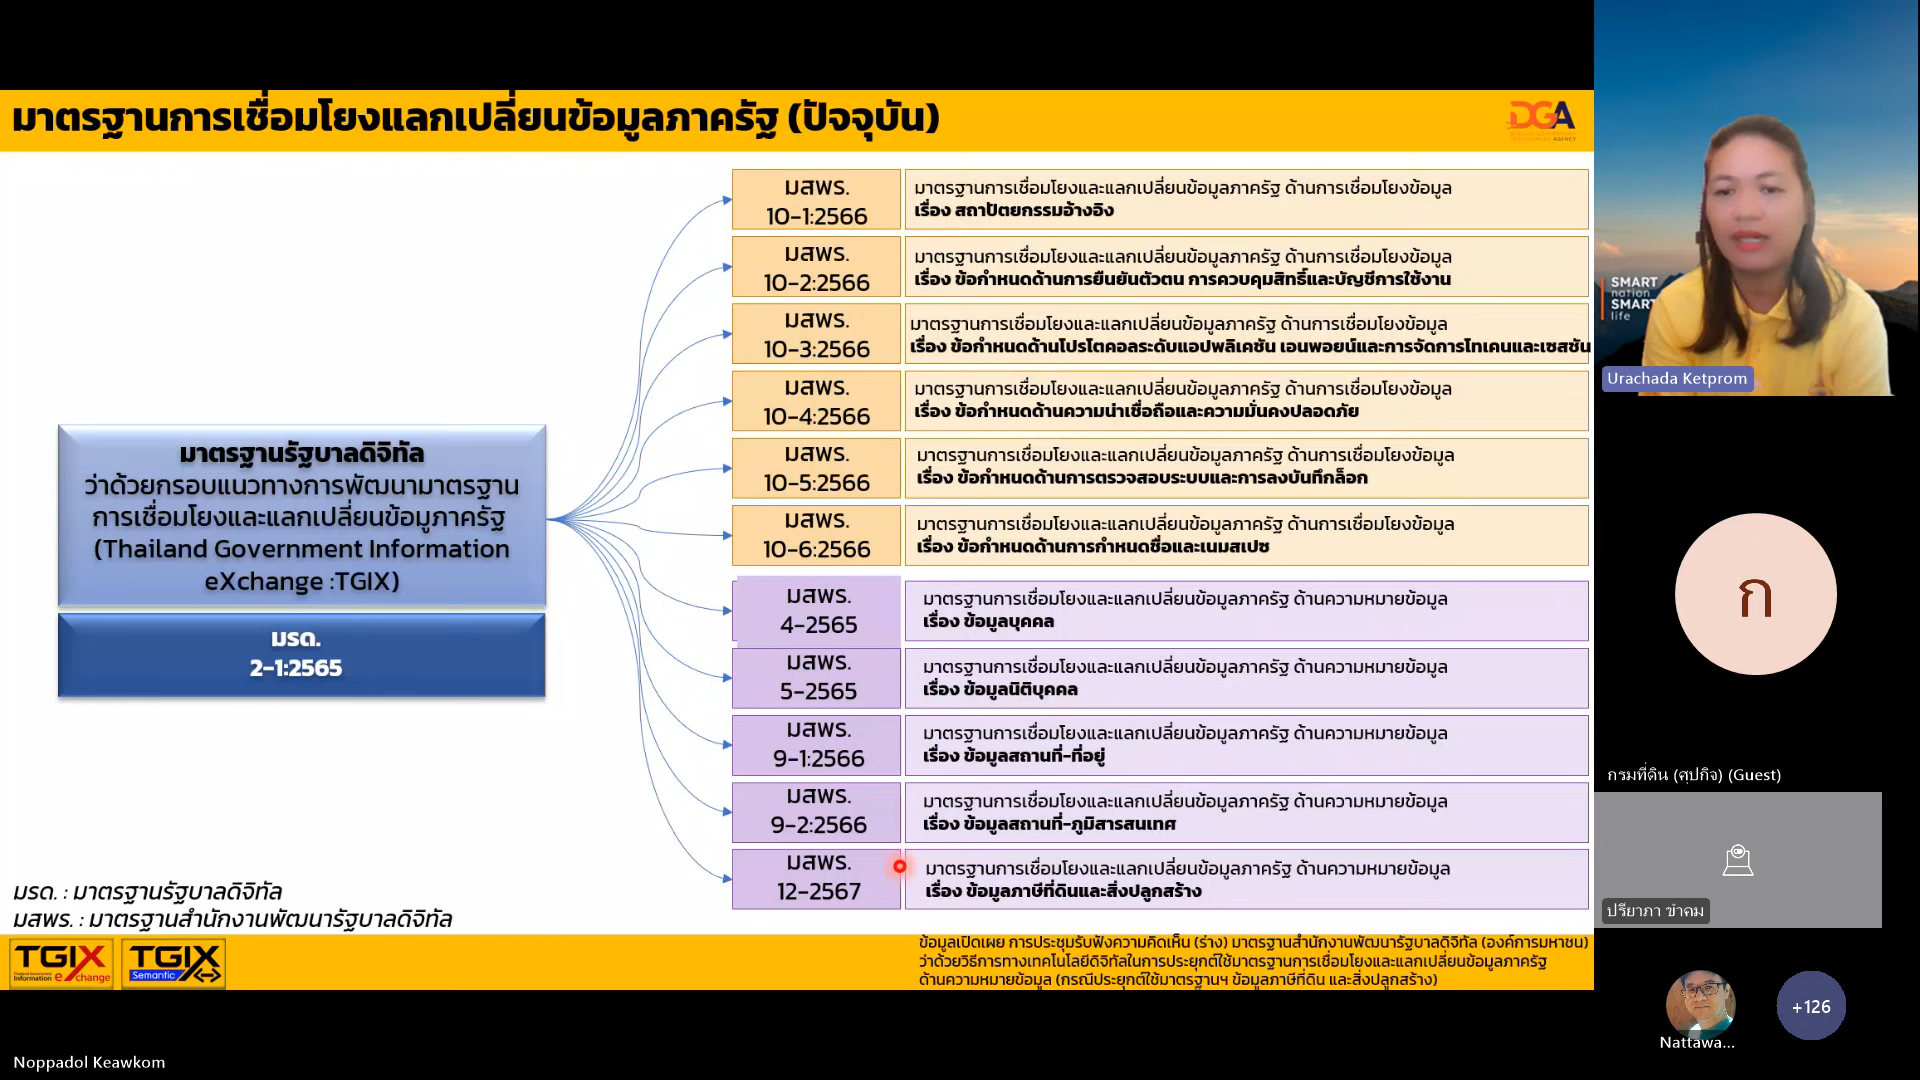 มาตรฐานการเชื่อมโยงแลกเปลี่ยนข้อมูลภาครัฐ (ปัจจุบัน)
DGA
AGENCY
มาตรฐานรัฐบาลดิจิทัล
ว่าด้วยกรอบแนวทางการพัฒนามาตรฐาน
การเชื่อมโยงและแลกเปลี่ยนข้อมูภาครัฐ
(Thailand Government Information
eXchange :TGIX)
มรด.
2-1:2565
มสพร.
10-1:2566
มาตรฐานการเชื่อมโยงและแลกเปลี่ยนข้อมูลภาครัฐ ด้านการเชื่อมโยงข้อมูล
เรื่อง สถาปัตยกรรมอ้างอิง
มสพร.
10-2:2566
มาตรฐานการเชื่อมโยงและแลกเปลี่ยนข้อมูลภาครัฐ ด้านการเชื่อมโยงข้อมูล
เรื่อง ข้อกำหนดด้านการยืนยันตัวตน การควบคุมสิทธิ์และบัญชีการใช้งาน
มสพร.
10-3:2566
มาตรฐานการเชื่อมโยงและแลกเปลี่ยนข้อมูลภาครัฐ ด้านการเชื่อมโยงข้อมูล
เรื่อง ข้อกำหนดด้านโปรโตคอลระดับแอปพลิเคชัน เอนพอยน์และการจัดการโทเคนและเซสชัน
มสพร.
10-4:2566
มาตรฐานการเชื่อมโยงและแลกเปลี่ยนข้อมูลภาครัฐ ด้านการเชื่อมโยงข้อมูล
เรื่อง ข้อกำหนดด้านความน่าเชื่อถือและความมั่นคงปลอดภัย
มสพร.
10-5:2566
มาตรฐานการเชื่อมโยงและแลกเปลี่ยนข้อมูลภาครัฐ ด้านการเชื่อมโยงข้อมูล
เรื่อง ข้อกำหนดด้านการตรวจสอบระบบและการลงบันทึกล็อก
มสพร.
10-6:2566
มาตรฐานการเชื่อมโยงและแลกเปลี่ยนข้อมูลภาครัฐ ด้านการเชื่อมโยงข้อมูล
เรื่อง ข้อกำหนดด้านการกำหนดชื่อและเนมสเปซ
มสพร.
4-2565
มาตรฐานการเชื่อมโยงและแลกเปลี่ยนข้อมูลภาครัฐ ด้านความหมายข้อมูล
เรื่อง ข้อมูลบุคคล
มสพร.
5-2565
มาตรฐานการเชื่อมโยงและแลกเปลี่ยนข้อมูลภาครัฐ ด้านความหมายข้อมูล
เรื่อง ข้อมูลนิติบุคคล
มสพร.
9-1:2566
มาตรฐานการเชื่อมโยงและแลกเปลี่ยนข้อมูลภาครัฐ ด้านความหมายข้อมูล
เรื่อง ข้อมูลสถานที่-ที่อยู่
มสพร.
9-2:2566
มาตรฐานการเชื่อมโยงและแลกเปลี่ยนข้อมูลภาครัฐ ด้านความหมายข้อมูล
เรื่อง ข้อมูลสถานที่-ภูมิสารสนเทศ
มสพร.
12-2567
มาตรฐานการเชื่อมโยงและแลกเปลี่ยนข้อมูลภาครัฐ ด้านความหมายข้อมูล
เรื่อง ข้อมูลภาษีที่ดินและสิ่งปลูกสร้าง
มรด. : มาตรฐานรัฐบาลดิจิทัล
มสพร. : มาตรฐานสำนักงานพัฒนารัฐบาลดิจิทัล
TGIX
Information eXchange
TGIX
Semantic
ข้อมูลเปิดเผย การประชุมรับฟังความคิดเห็น (ร่าง) มาตรฐานสำนักงานพัฒนารัฐบาลดิจิทัล (องค์การมหาชน)
ว่าด้วยวิธีการทางเทคโนโลยีดิจิทัลในการประยุกต์ใช้มาตรฐานการเชื่อมโยงและแลกเปลี่ยนข้อมูลภาครัฐ
ด้านความหมายข้อมูล (กรณีประยุกต์ใช้มาตรฐานฯ ข้อมูลภาษีที่ดิน และสิ่งปลูกสร้าง)
Noppadol Keawkom
SMART
nation
SMART
life
Urachada Ketprom
ก
กรมที่ดิน (ศุปกิจ) (Guest)
ปรียาภา ขำคม
Nattawa...
+126